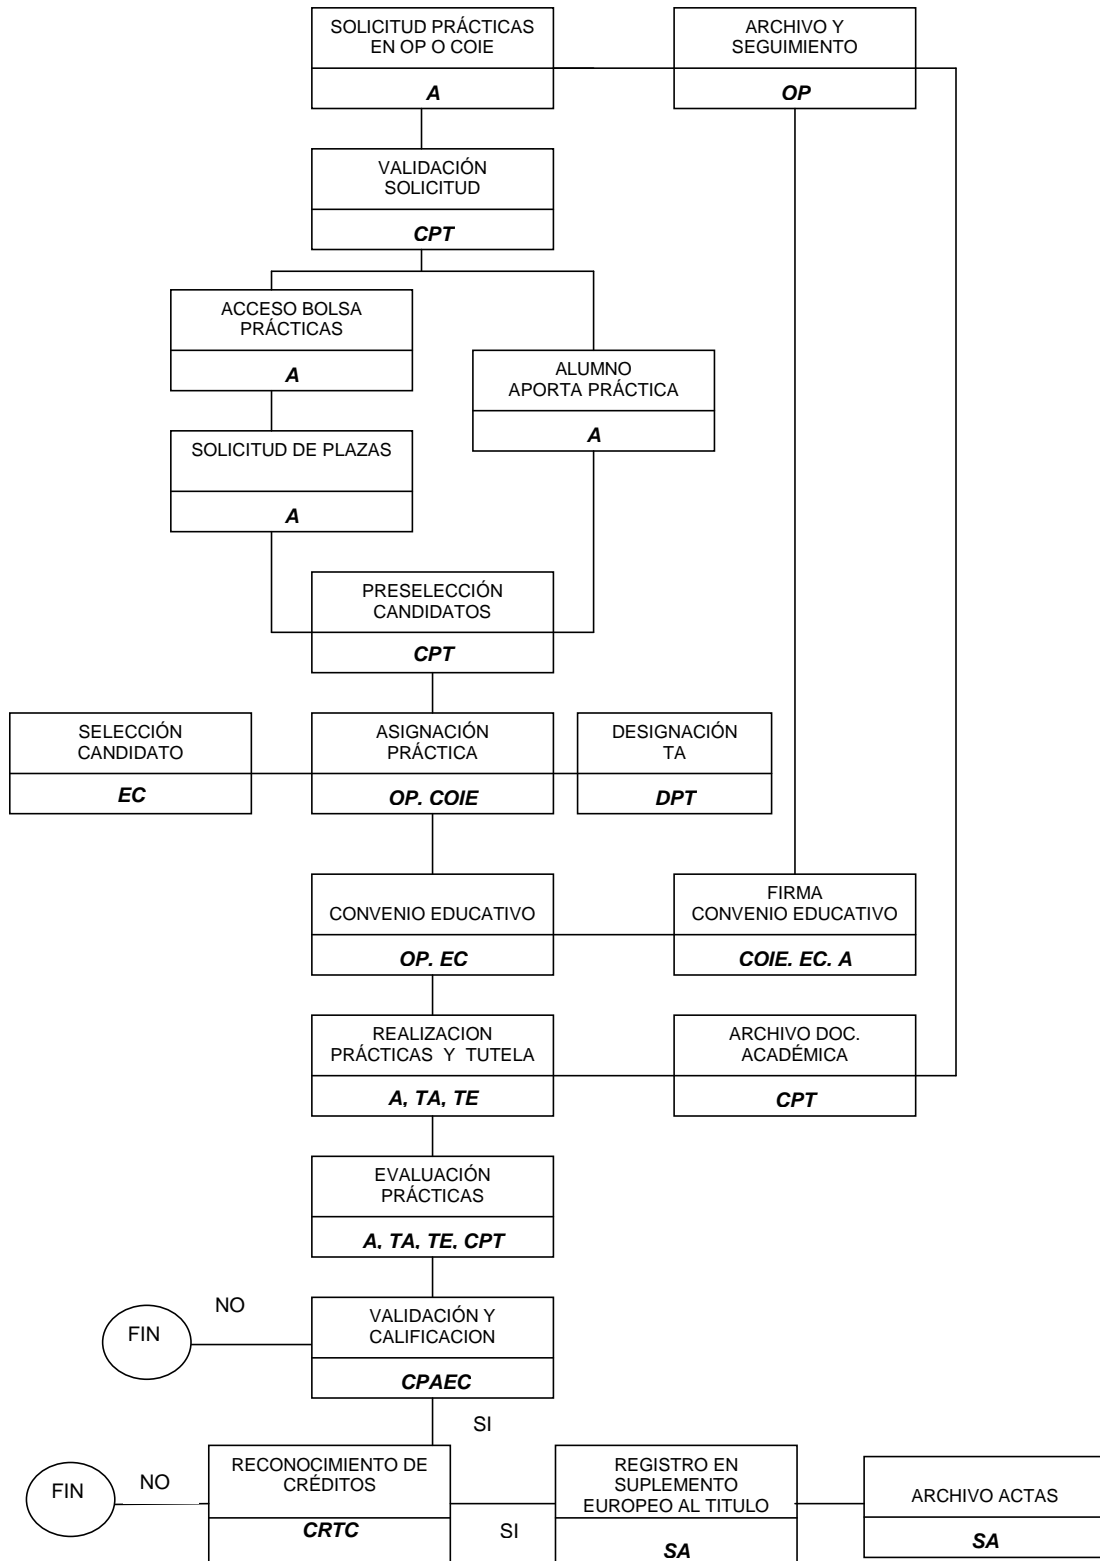 SOLICITUD PRÁCTICAS
EN OP O COIE
A
ARCHIVO Y
SEGUIMIENTO
OP
VALIDACIÓN
SOLICITUD
CPT
ACCESO BOLSA
PRÁCTICAS
A
ALUMNO
APORTA PRÁCTICA
A
SOLICITUD DE PLAZAS
A
PRESELECCIÓN
CANDIDATOS
CPT
SELECCIÓN
CANDIDATO
EC
ASIGNACIÓN
PRÁCTICA
OP. COIE
DESIGNACIÓN
TA
DPT
CONVENIO EDUCATIVO
OP. EC
FIRMA
CONVENIO EDUCATIVO
COIE. EC. A
REALIZACION
PRÁCTICAS Y TUTELA
A, TA, TE
ARCHIVO DOC.
ACADÉMICA
CPT
EVALUACIÓN
PRÁCTICAS
A, TA, TE, CPT
NO
FIN
VALIDACIÓN Y
CALIFICACION
CPAEC
SI
FIN
NO
RECONOCIMIENTO DE
CRÉDITOS
CRTC
SI
REGISTRO EN
SUPLEMENTO
EUROPEO AL TITULO
SA
ARCHIVO ACTAS
SA